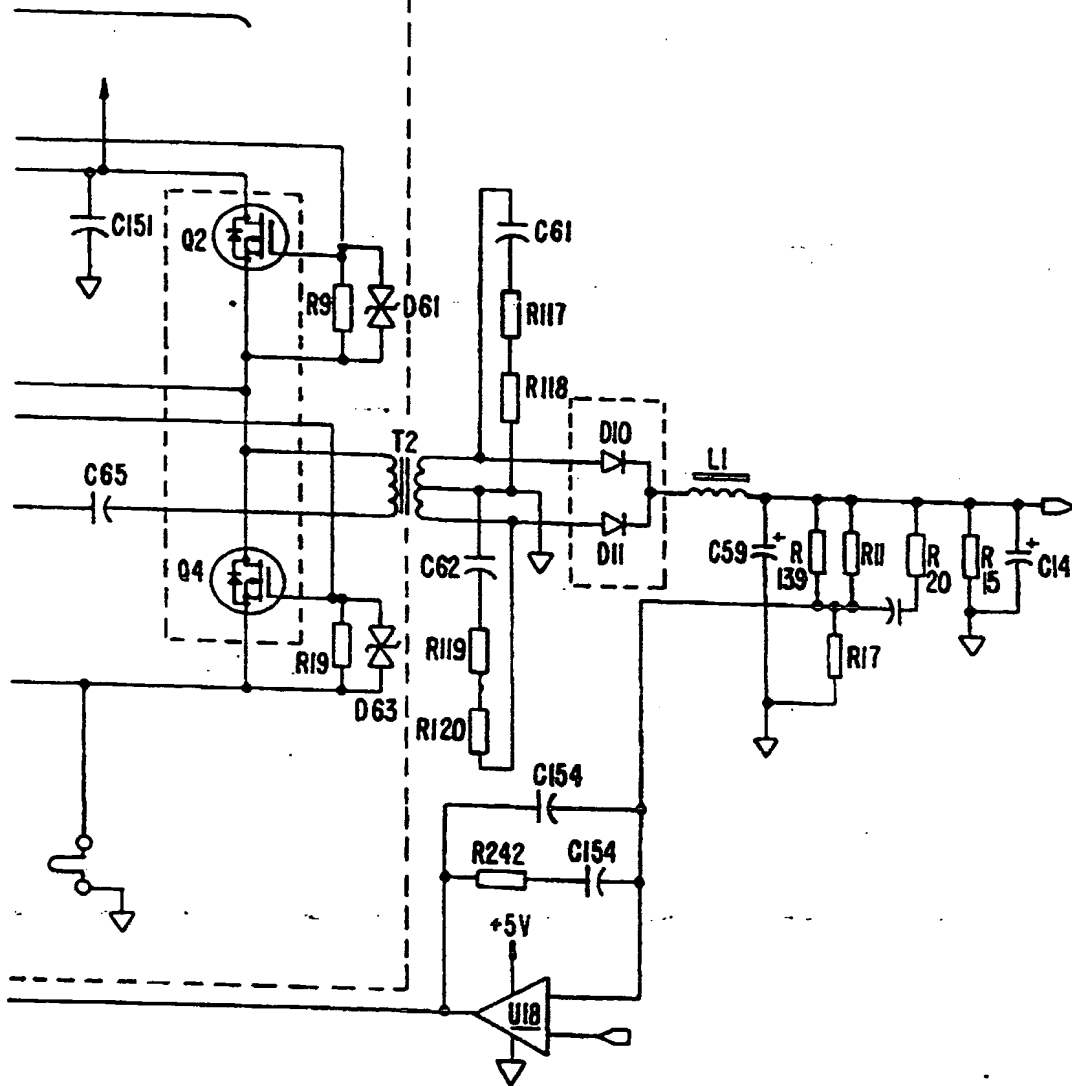 C151
Q2
R9
D61
C61
R117
R118
T2
D10
L1
C65
D11
C59
+
R
139
R11
R
20
R
15
+
C14
Q4
C62
R119
R17
R19
D63
R120
C154
R242
C154
+5V
U18